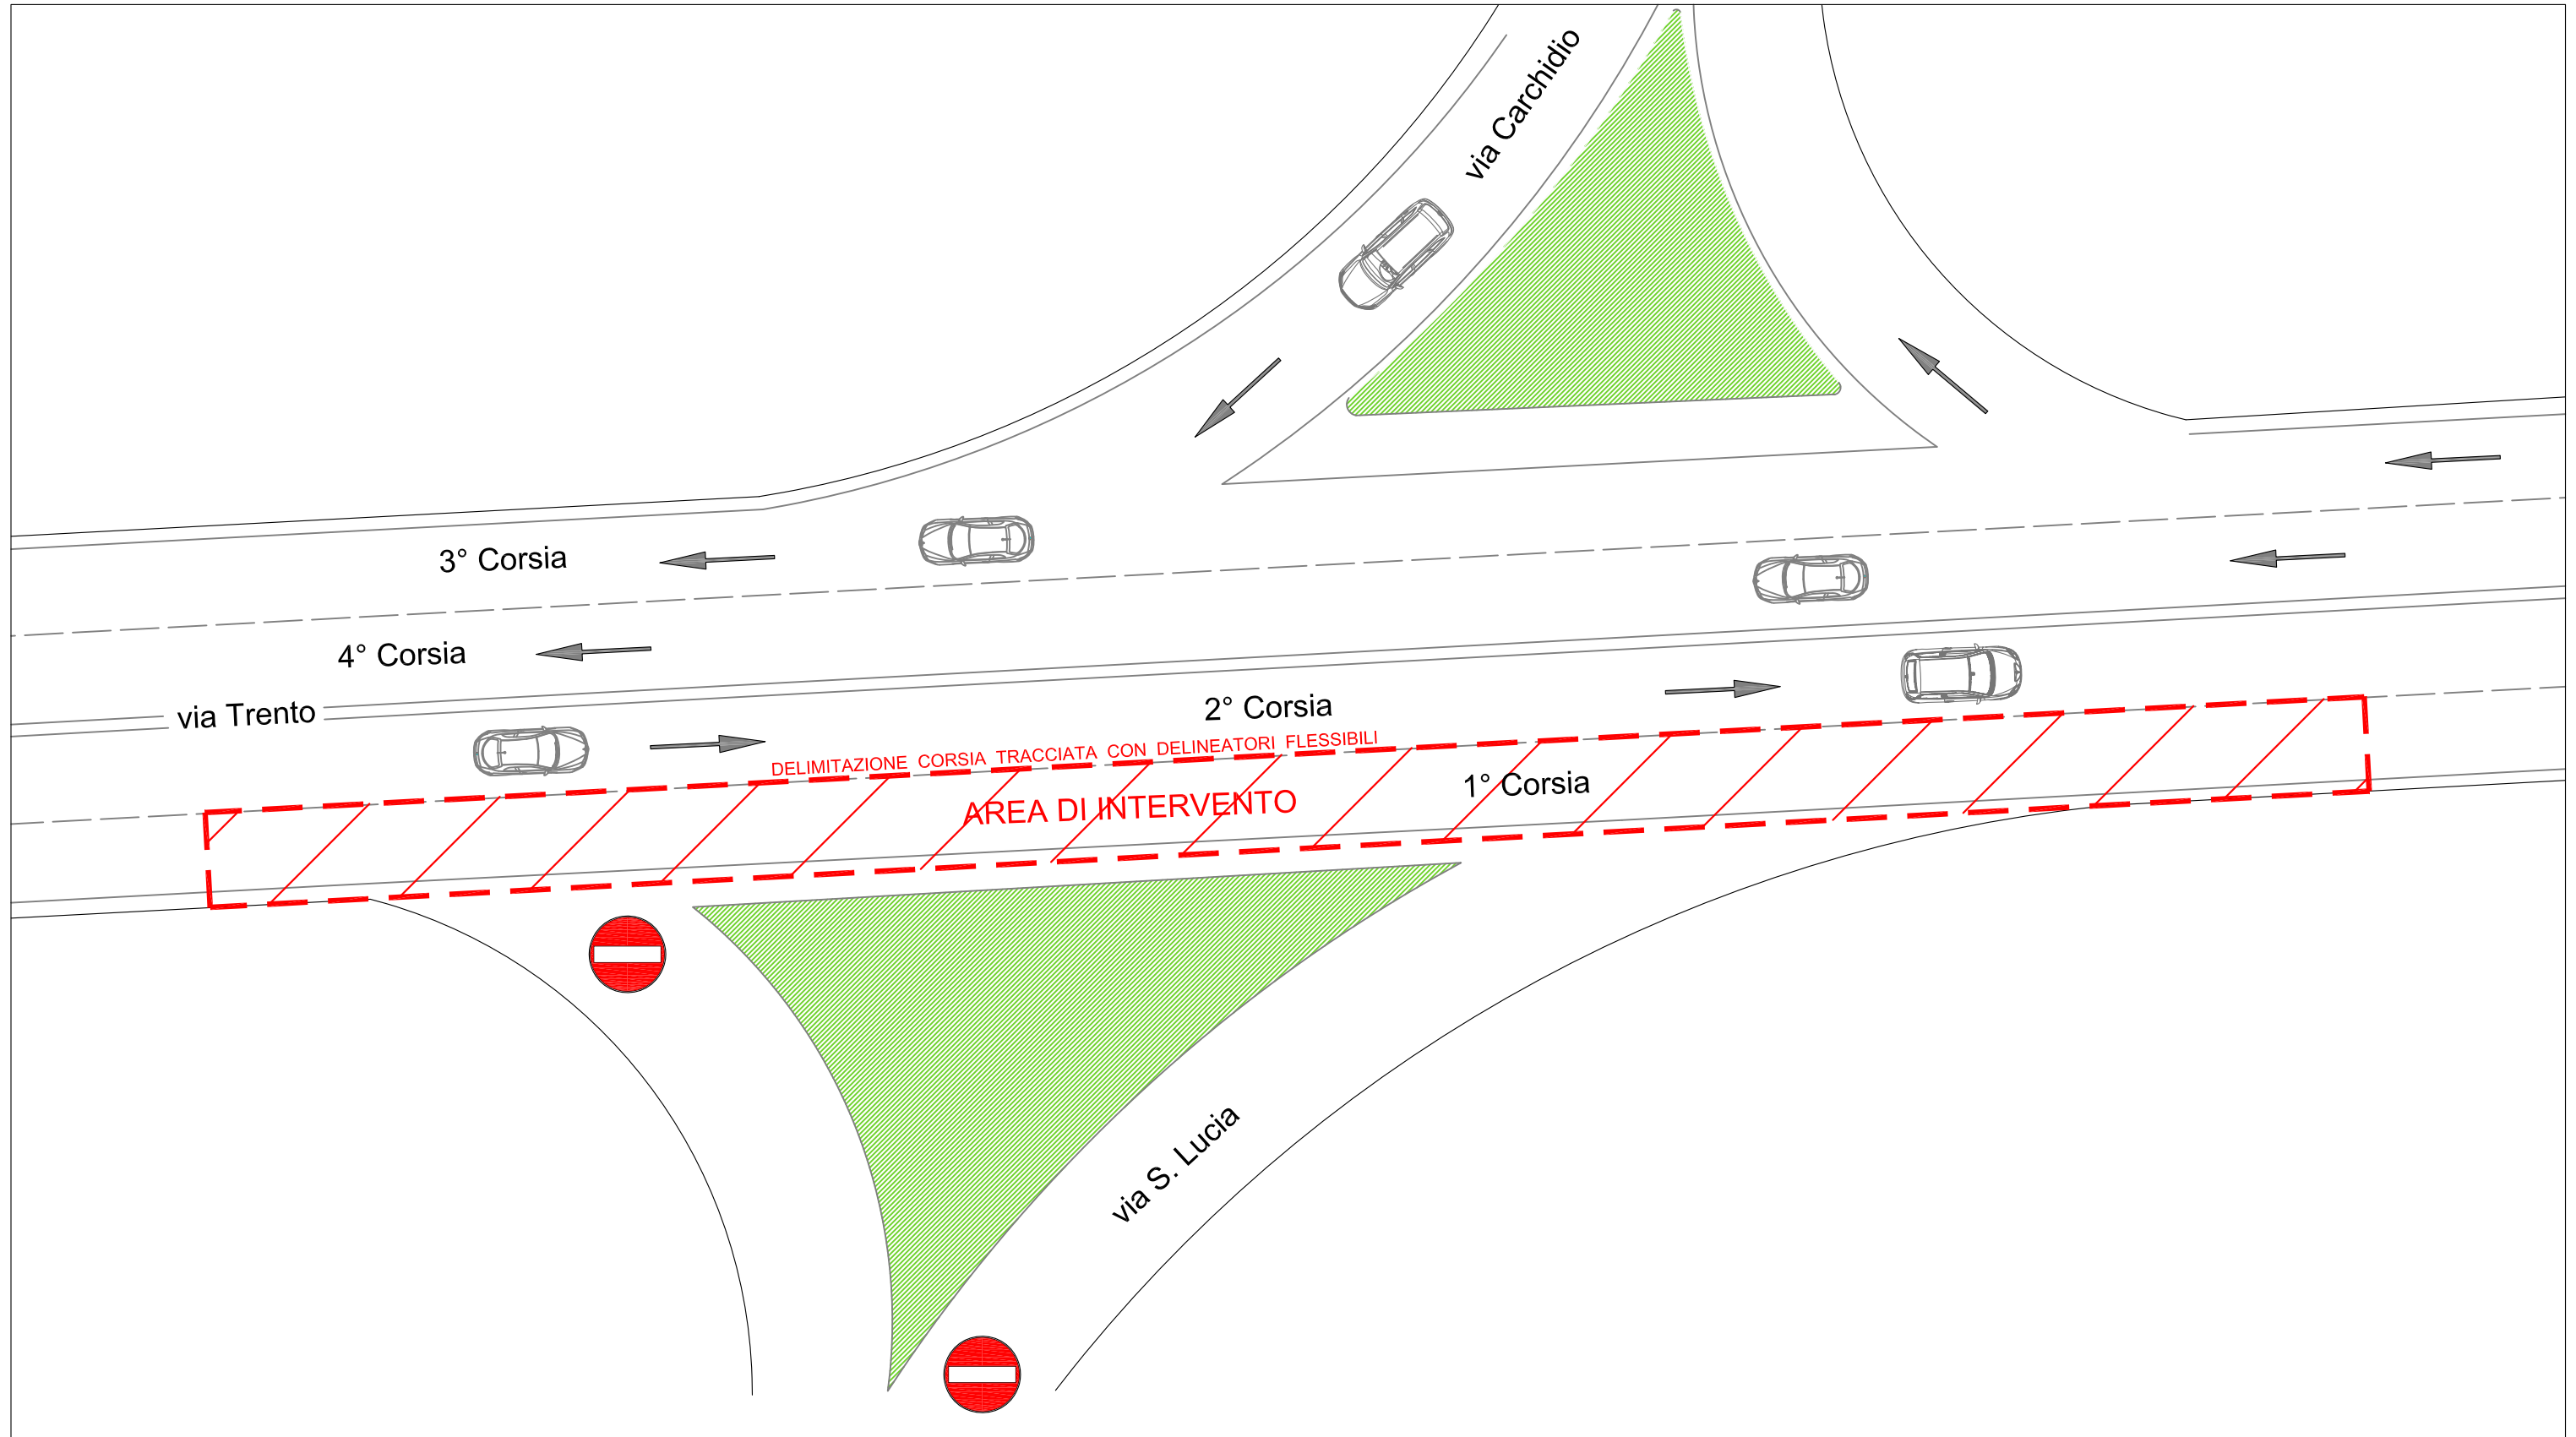 via Carchidio
3° Corsia
4° Corsia
via Trento
2° Corsia
DELIMITAZIONE CORSIA TRACCIATA CON DELINEATORI FLESSIBILI
1° Corsia
AREA DI INTERVENTO
via S. Lucia